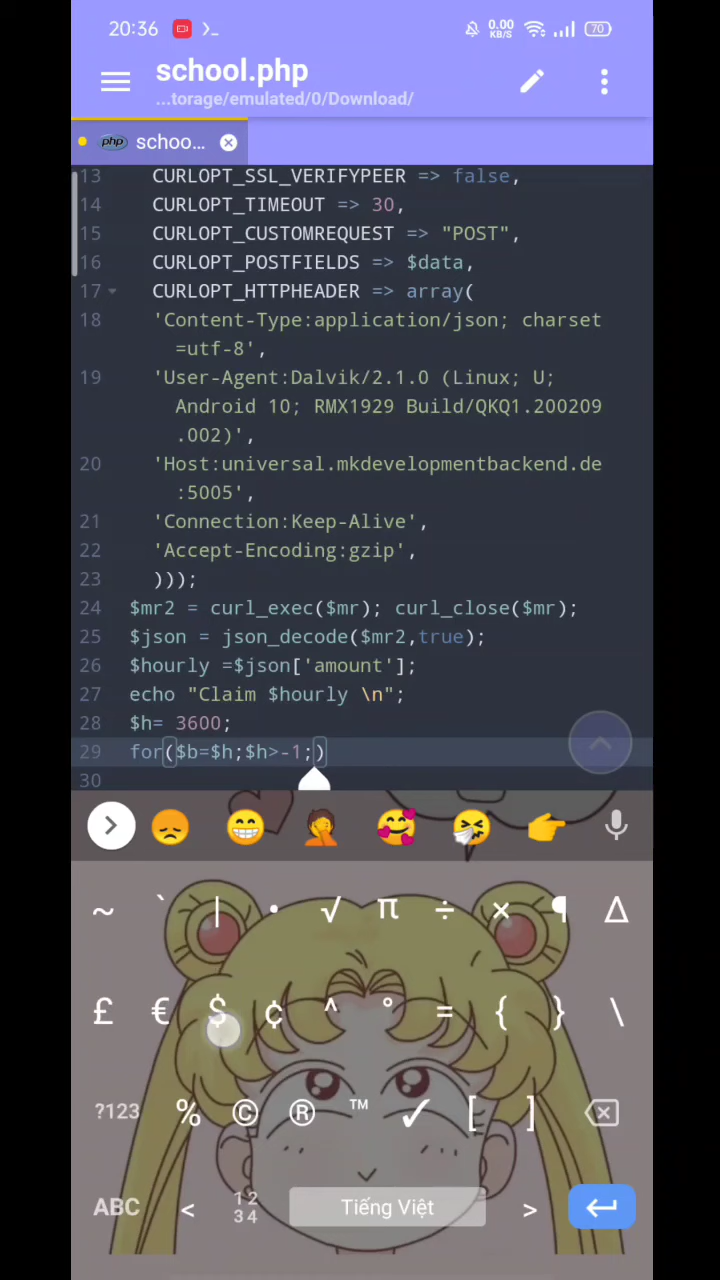 20:36 0.00 KB/S 70
school.php
...torage/emulated/0/Download/
php schoo...
13 CURLOPT_SSL_VERIFYPEER => false,
14 CURLOPT_TIMEOUT => 30,
15 CURLOPT_CUSTOMREQUEST => "POST",
16 CURLOPT_POSTFIELDS => $data,
17 CURLOPT_HTTPHEADER => array(
18 'Content-Type:application/json; charset
=utf-8',
19 'User-Agent:Dalvik/2.1.0 (Linux; U;
Android 10; RMX1929 Build/QKQ1.200209
.002)',
20 'Host:universal.mkdevelopmentbackend.de
:5005',
21 'Connection:Keep-Alive',
22 'Accept-Encoding:gzip',
23 )));
24 $mr2 = curl_exec($mr); curl_close($mr);
25 $json = json_decode($mr2,true);
26 $hourly =$json['amount'];
27 echo "Claim $hourly \n";
28 $h= 3600;
29 for($b=$h;$h>-1;)
30
~ ` | • √ π ÷ × ¶ Δ
£ € $ ¢ ^ ° = { } \
?123 % © ® ™ ✓ [ ]
ABC < 1 2 3 4 Tiếng Việt >